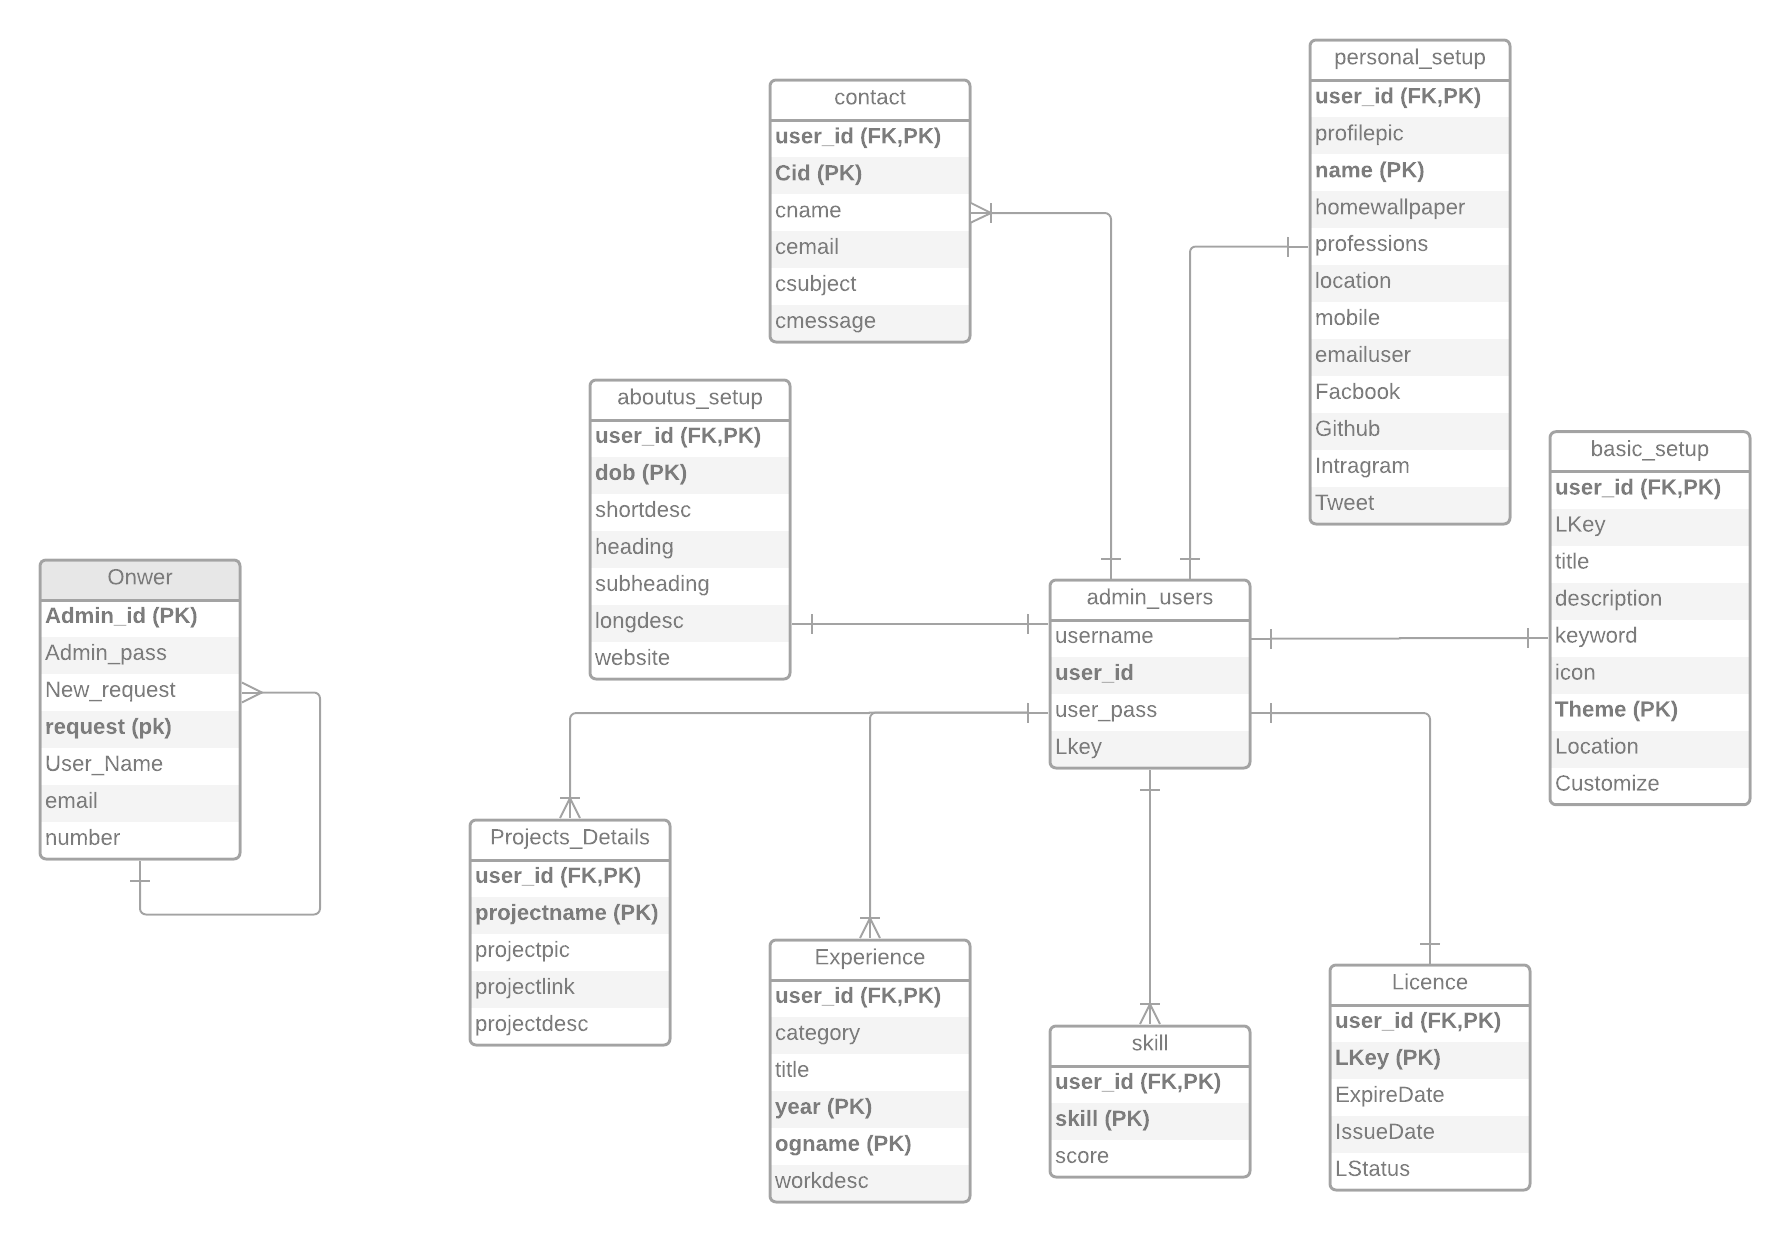 contact
user_id (FK,PK)
Cid (PK)
cname
cemail
csubject
cmessage
personal_setup
user_id (FK,PK)
profilepic
name (PK)
homewallpaper
professions
location
mobile
emailuser
Facbook
Github
Intragram
Tweet
aboutus_setup
user_id (FK,PK)
dob (PK)
shortdesc
heading
subheading
longdesc
website
basic_setup
user_id (FK,PK)
LKey
title
description
keyword
icon
Theme (PK)
Location
Customize
Onwer
Admin_id (PK)
Admin_pass
New_request
request (pk)
User_Name
email
number
admin_users
username
user_id
user_pass
Lkey
Projects_Details
user_id (FK,PK)
projectname (PK)
projectpic
projectlink
projectdesc
Experience
user_id (FK,PK)
category
title
year (PK)
ogname (PK)
workdesc
skill
user_id (FK,PK)
skill (PK)
score
Licence
user_id (FK,PK)
LKey (PK)
ExpireDate
IssueDate
LStatus